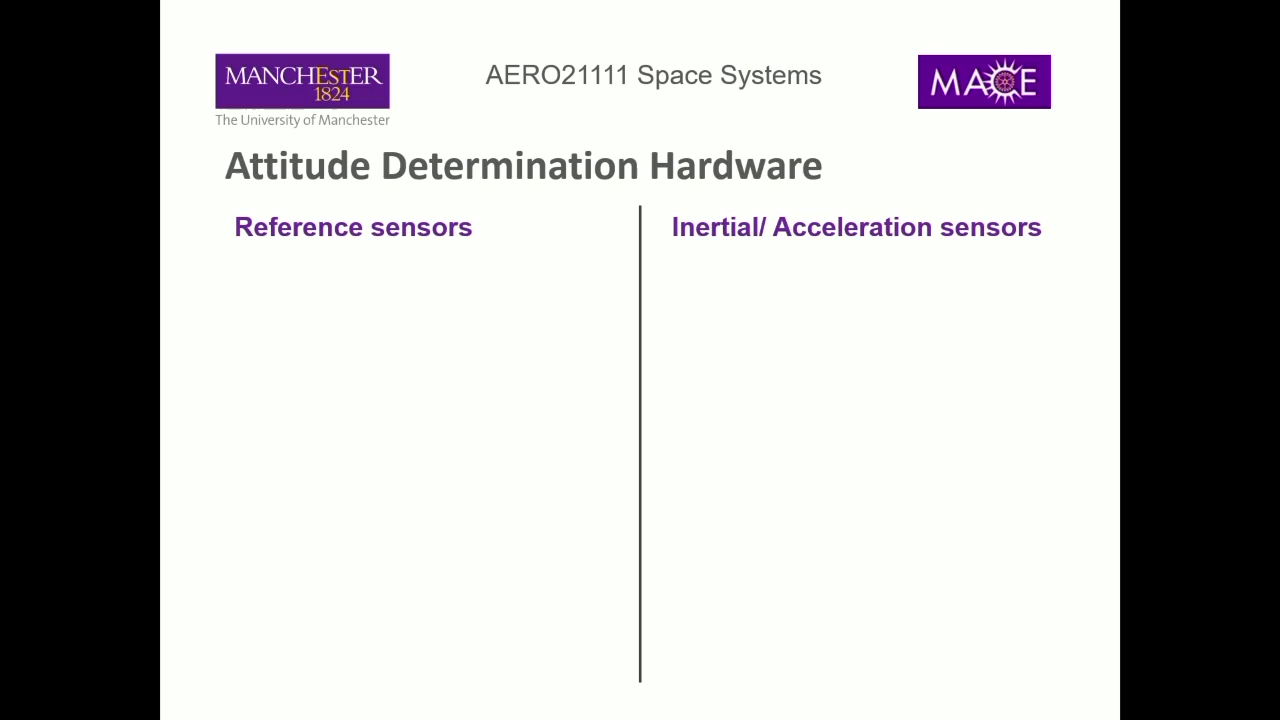 MANCHEsTER
1824
The University of Manchester
AERO21111 Space Systems
MACE
Attitude Determination Hardware
Reference sensors
Inertial/ Acceleration sensors